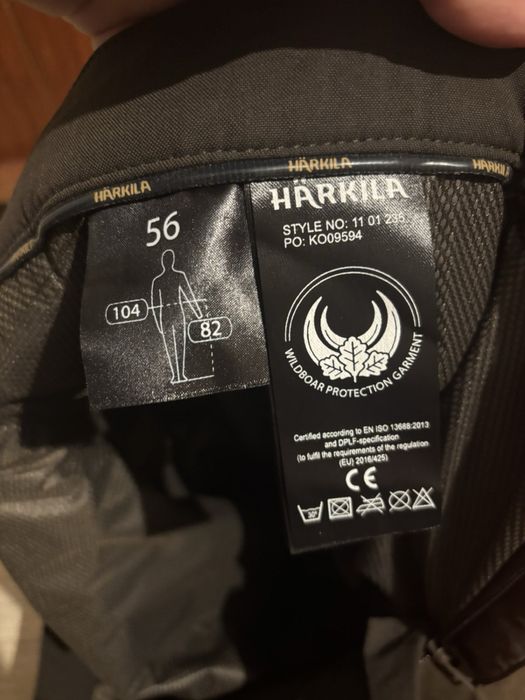 HÄRKILA
HÄRKILA
HÄRKILA
56
104
82
HÄRKILA
STYLE NO: 11 01 235
PO: KO09594
WILDBOAR PROTECTION GARMENT
Certified according to EN ISO 13688:2013
and DPLF-specification
(to fulfil the requirements of the regulation
(EU) 2016/425)
CE
30°